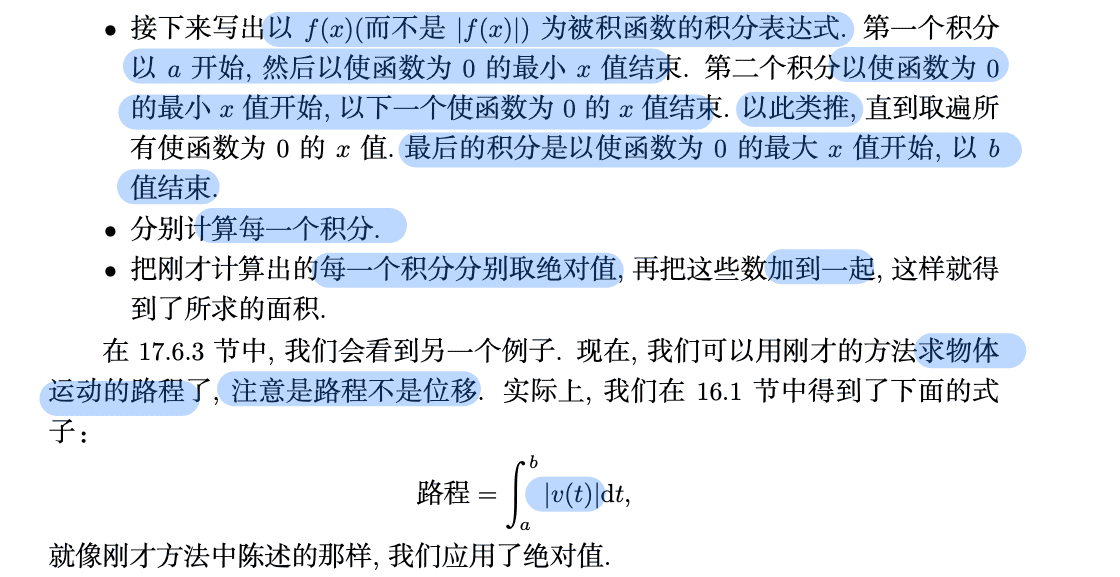 • 接下来写出以 f(x)(而不是 |f(x)|) 为被积函数的积分表达式. 第一个积分
以 a 开始, 然后以使函数为 0 的最小 x 值结束. 第二个积分以使函数为 0
的最小 x 值开始, 以下一个使函数为 0 的 x 值结束. 以此类推, 直到取遍所
有使函数为 0 的 x 值. 最后的积分是以使函数为 0 的最大 x 值开始, 以 b
值结束.
• 分别计算每一个积分.
• 把刚才计算出的每一个积分分别取绝对值, 再把这些数加到一起, 这样就得
到了所求的面积.
在 17.6.3 节中, 我们会看到另一个例子. 现在, 我们可以用刚才的方法求物体
运动的路程了, 注意是路程不是位移. 实际上, 我们在 16.1 节中得到了下面的式
子:
路程 = ∫_a^b |v(t)|dt,
就像刚才方法中陈述的那样, 我们应用了绝对值.